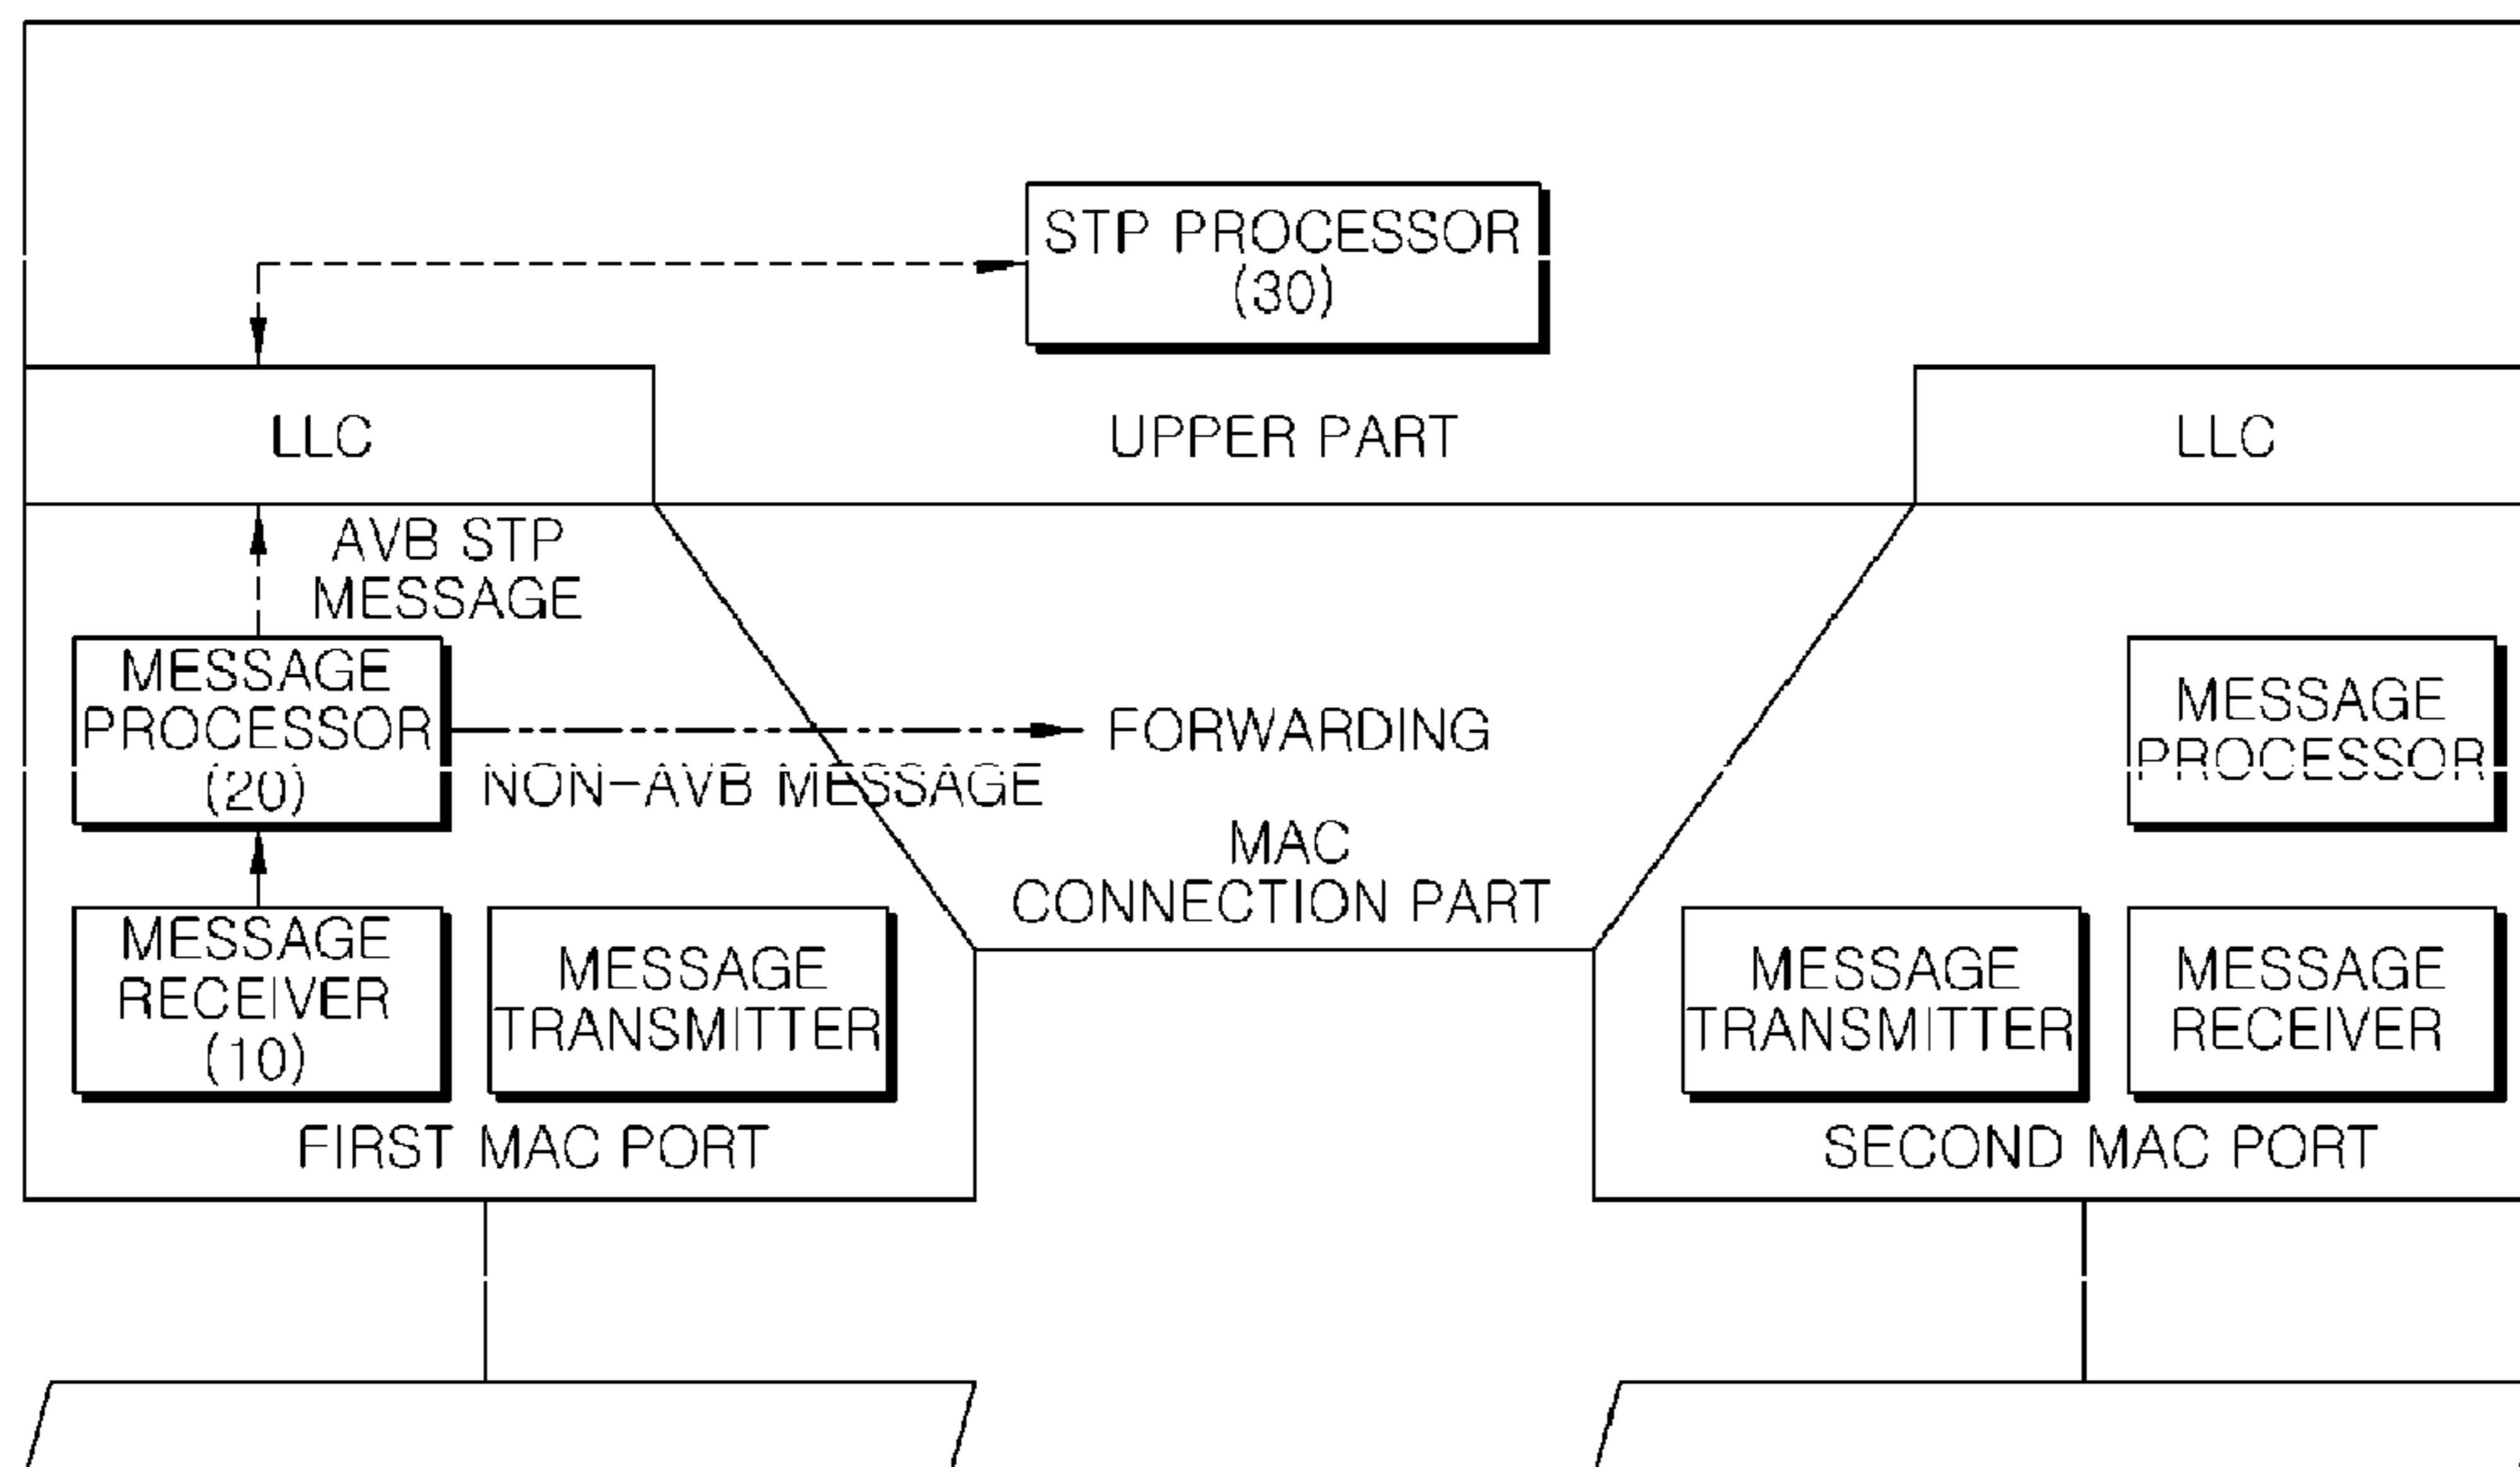 STP PROCESSOR
(30)
LLC
UPPER PART
LLC
AVB STP
MESSAGE
MESSAGE
PROCESSOR
(20)
FORWARDING
NON-AVB MESSAGE
MESSAGE
PROCESSOR
MAC
CONNECTION PART
MESSAGE
RECEIVER
(10)
MESSAGE
TRANSMITTER
MESSAGE
TRANSMITTER
MESSAGE
RECEIVER
FIRST MAC PORT
SECOND MAC PORT